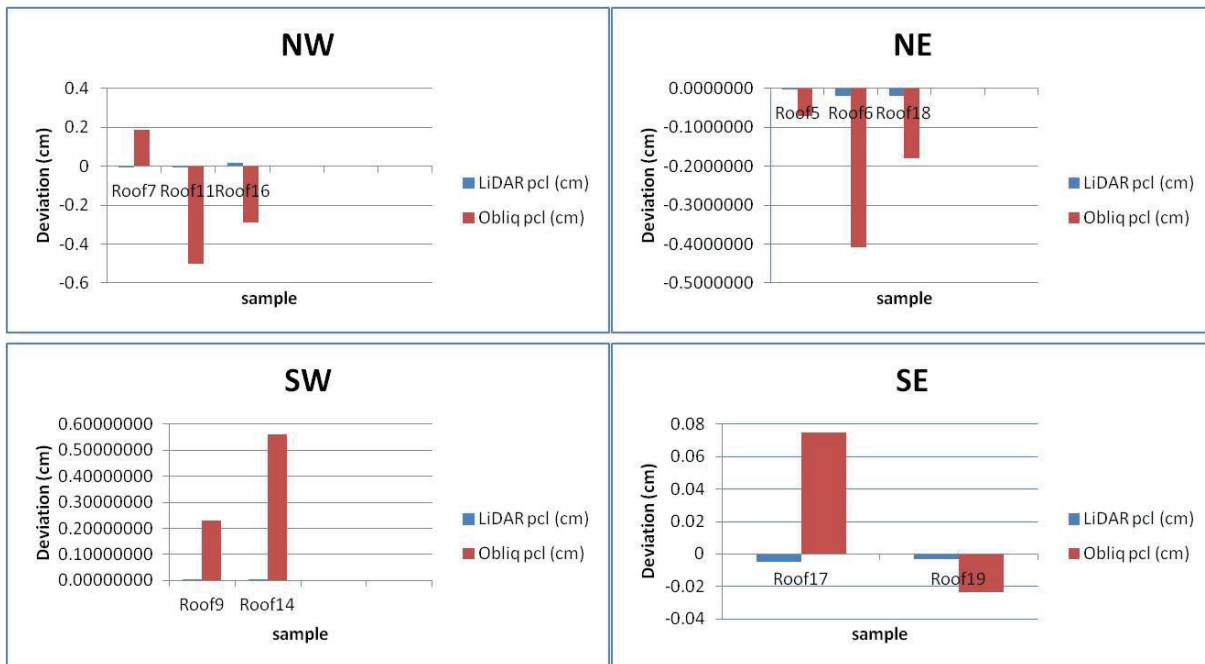 NW
0.4
0.2
0
-0.2
-0.4
-0.6
Deviation (cm)
Roof7 Roof11 Roof16
sample
LiDAR pcl (cm)
Obliq pcl (cm)
NE
0.0000000
-0.1000000
-0.2000000
-0.3000000
-0.4000000
-0.5000000
Deviation (cm)
Roof5 Roof6 Roof18
sample
LiDAR pcl (cm)
Obliq pcl (cm)
SW
0.60000000
0.50000000
0.40000000
0.30000000
0.20000000
0.10000000
0.00000000
Deviation (cm)
Roof9 Roof14
sample
LiDAR pcl (cm)
Obliq pcl (cm)
SE
0.08
0.06
0.04
0.02
0
-0.02
-0.04
Deviation (cm)
Roof17 Roof19
sample
LiDAR pcl (cm)
Obliq pcl (cm)